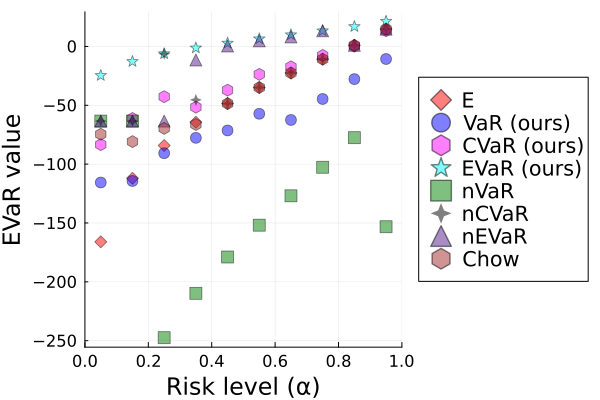 0
−50
−100
−150
−200
−250
EVaR value
0.0 0.2 0.4 0.6 0.8 1.0
Risk level (α)
E
VaR (ours)
CVaR (ours)
EVaR (ours)
nVaR
nCVaR
nEVaR
Chow